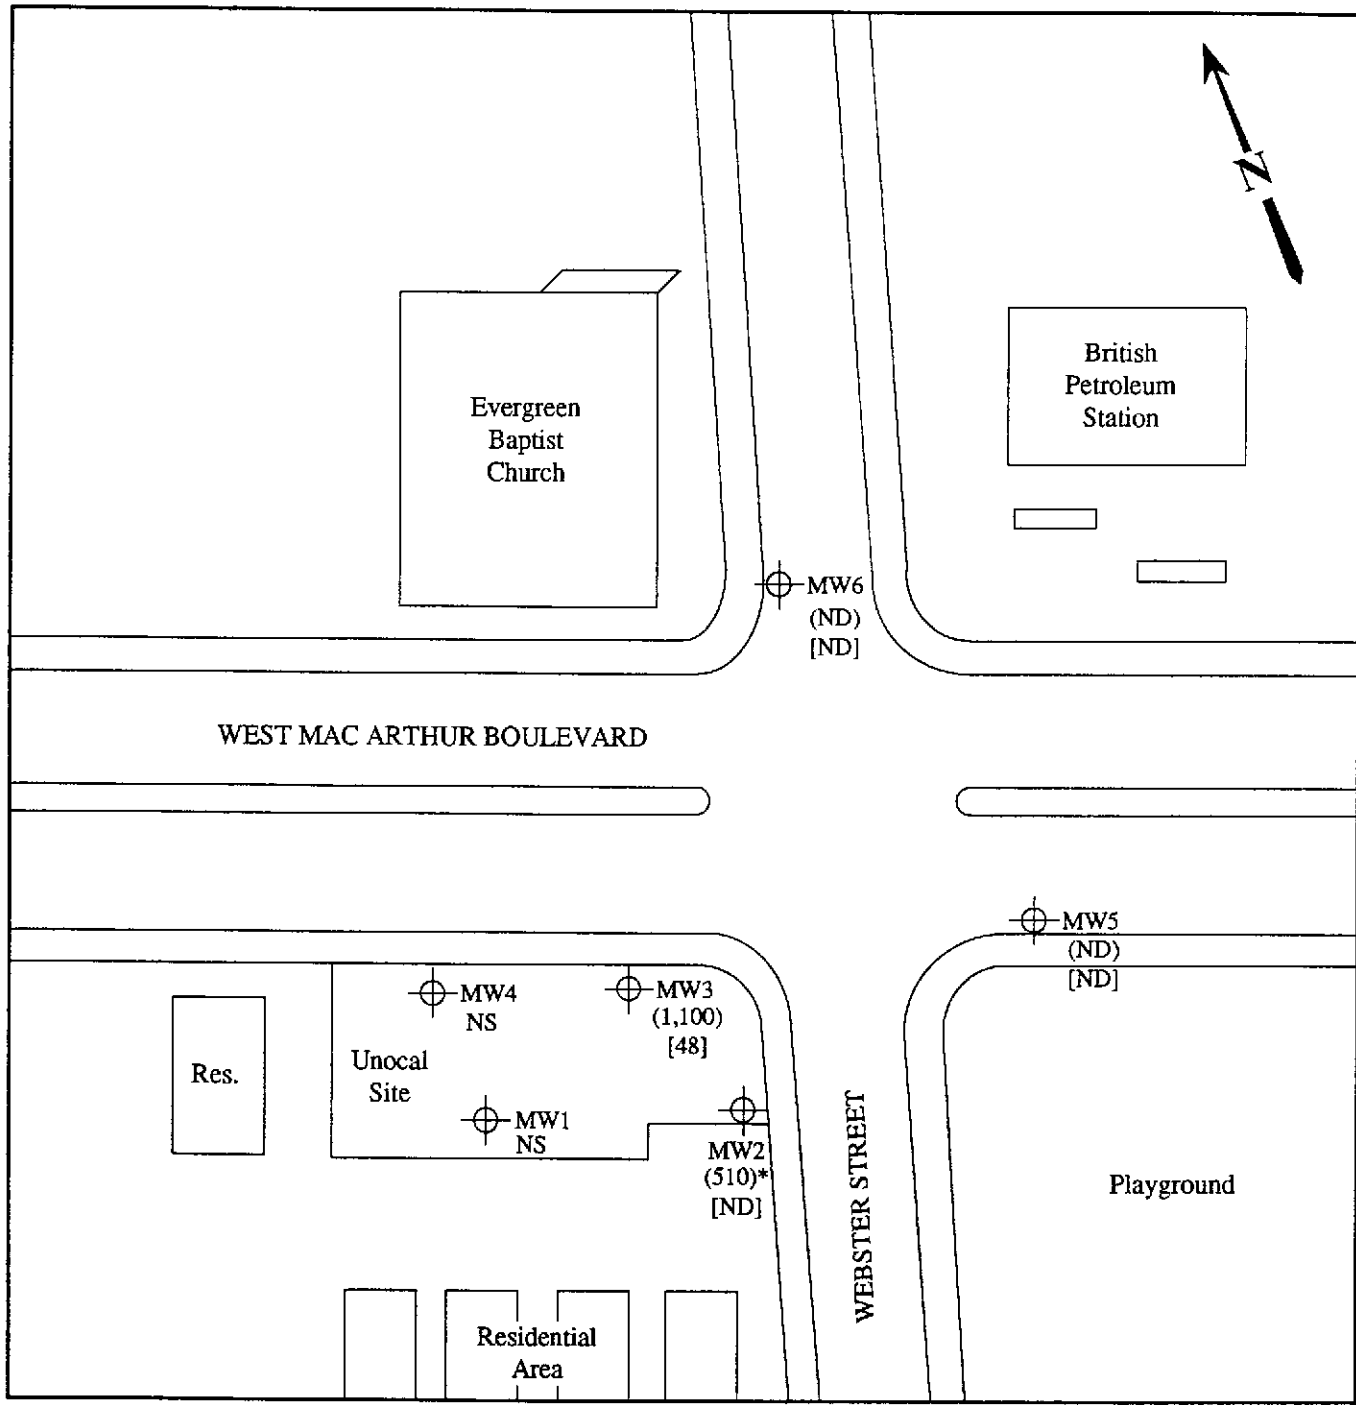 N
British
Petroleum
Station
Evergreen
Baptist
Church
MW6
(ND)
[ND]
WEST MAC ARTHUR BOULEVARD
MW5
(ND)
[ND]
MW4
NS
MW3
(1,100)
[48]
Res.
Unocal
Site
MW1
NS
MW2
(510)*
[ND]
WEBSTER STREET
Playground
Residential
Area